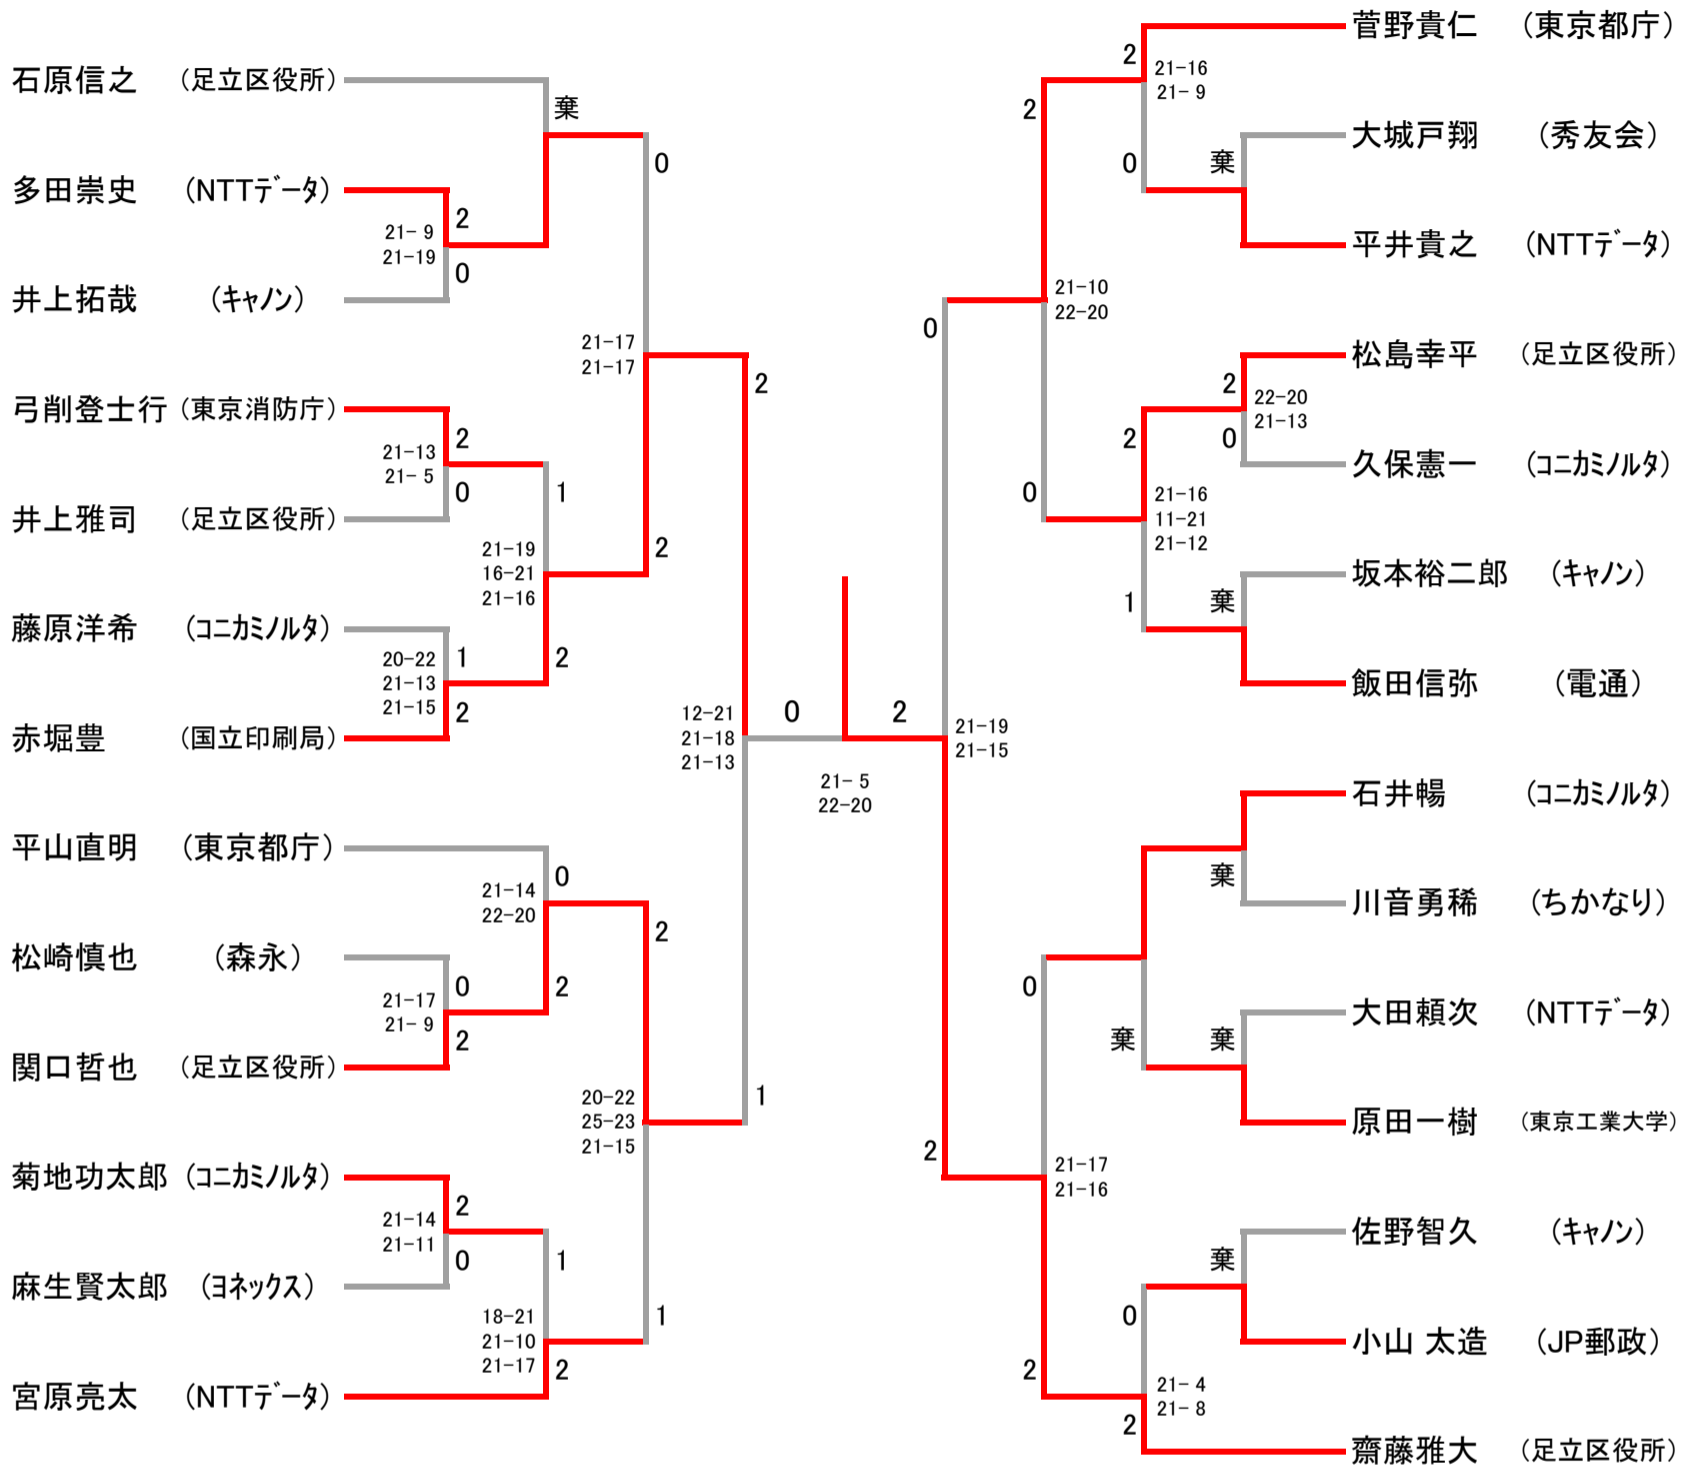 石原信之 （足立区役所）
棄
0
多田崇史 （NTTﾃﾞｰﾀ）
2
21- 9
21-19
0
井上拓哉 （ｷｬﾉﾝ）
21-17
21-17
2
弓削登士行 （東京消防庁）
2
21-13
21- 5
0
1
井上雅司 （足立区役所）
21-19
16-21
21-16
2
藤原洋希 （ｺﾆｶﾐﾉﾙﾀ）
1
20-22
21-13
21-15
2
2
赤堀豊 （国立印刷局）
12-21
21-18
21-13
0
2
21- 5
22-20
平山直明 （東京都庁）
0
21-14
22-20
2
松崎慎也 （森永）
0
2
21-17
21- 9
2
関口哲也 （足立区役所）
20-22
25-23
21-15
1
菊地功太郎 （ｺﾆｶﾐﾉﾙﾀ）
2
21-14
21-11
0
1
麻生賢太郎 （ﾖﾈｯｸｽ）
18-21
21-10
21-17
1
2
宮原亮太 （NTTﾃﾞｰﾀ）
菅野貴仁 （東京都庁）
2
21-16
21- 9
2
大城戸翔 （秀友会）
0
棄
平井貴之 （NTTﾃﾞｰﾀ）
21-10
22-20
0
松島幸平 （足立区役所）
2
22-20
21-13
2
0
久保憲一 （ｺﾆｶﾐﾉﾙﾀ）
0
21-16
11-21
21-12
坂本裕二郎 （ｷｬﾉﾝ）
1
棄
飯田信弥 （電通）
21-19
21-15
石井暢 （ｺﾆｶﾐﾉﾙﾀ）
棄
川音勇稀 （ちかなり）
0
大田頼次 （NTTﾃﾞｰﾀ）
棄
棄
原田一樹 （東京工業大学）
2
21-17
21-16
佐野智久 （ｷｬﾉﾝ）
棄
0
小山 太造 （JP郵政）
2
21- 4
21- 8
2
齋藤雅大 （足立区役所）